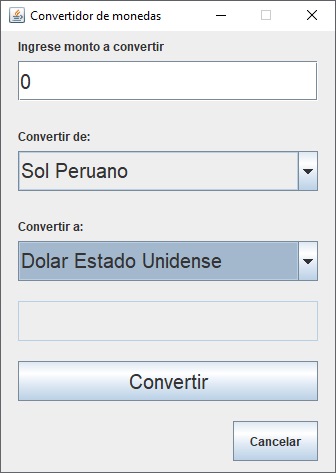 Convertidor de monedas
Ingrese monto a convertir
0
Convertir de:
Sol Peruano
Convertir a:
Dolar Estado Unidense
Convertir
Cancelar